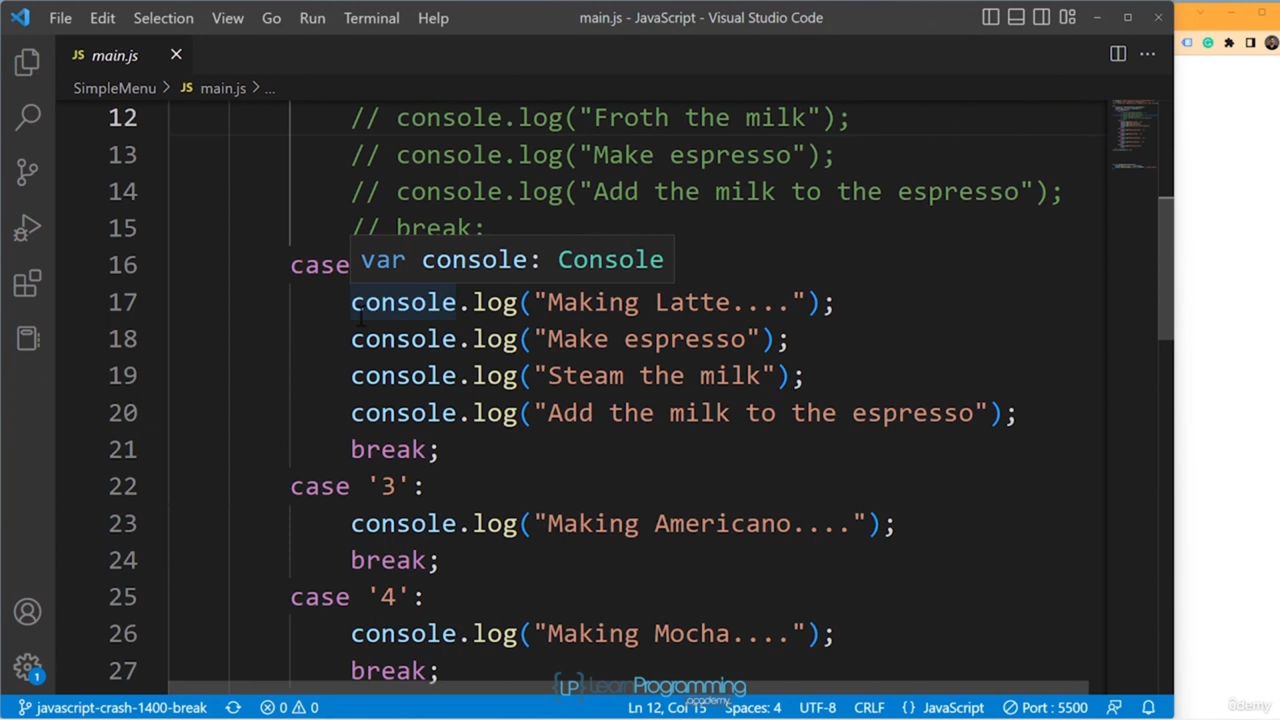 File Edit Selection View Go Run Terminal Help main.js - JavaScript - Visual Studio Code
JS main.js
SimpleMenu > JS main.js > ...
12 // console.log("Froth the milk");
13 // console.log("Make espresso");
14 // console.log("Add the milk to the espresso");
15 // break;
var console: Console
16 case
17 console.log("Making Latte....");
18 console.log("Make espresso");
19 console.log("Steam the milk");
20 console.log("Add the milk to the espresso");
21 break;
22 case '3':
23 console.log("Making Americano....");
24 break;
25 case '4':
26 console.log("Making Mocha....");
27 break;
1
{LP} LearnProgramming
academy
javascript-crash-1400-break 0 0 Ln 12, Col 15 Spaces: 4 UTF-8 CRLF {} JavaScript Port : 5500
ûdemy